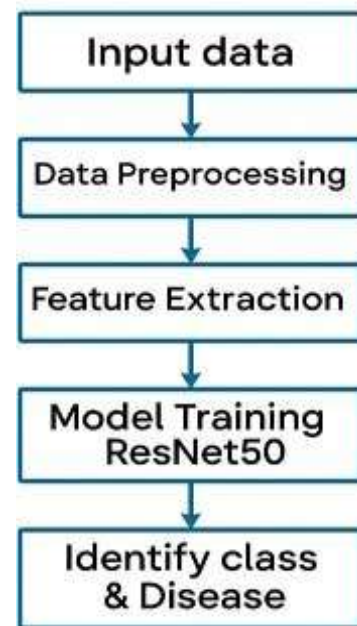 Input data
Data Preprocessing
Feature Extraction
Model Training
ResNet50
Identify class
& Disease